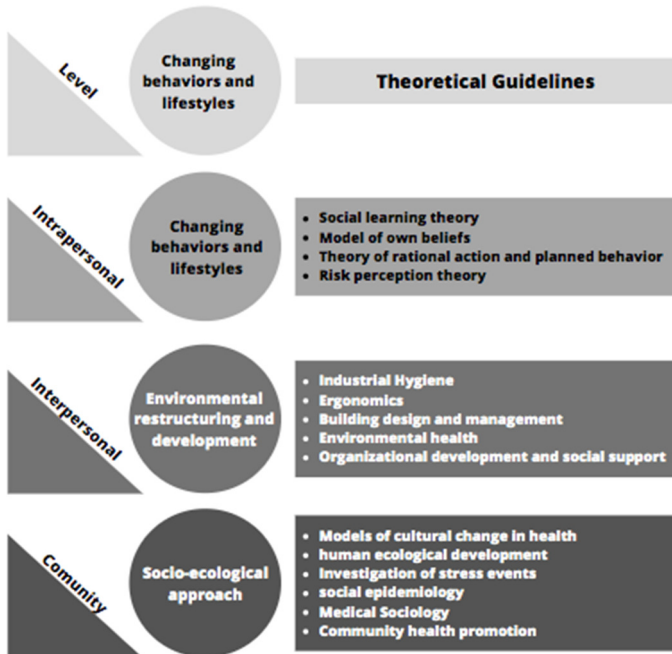 Level
Changing
behaviors and
lifestyles
Theoretical Guidelines
Intrapersonal
Changing
behaviors and
lifestyles
• Social learning theory
• Model of own beliefs
• Theory of rational action and planned behavior
• Risk perception theory
Interpersonal
Environmental
restructuring and
development
• Industrial Hygiene
• Ergonomics
• Building design and management
• Environmental health
• Organizational development and social support
Comunity
Socio-ecological
approach
• Models of cultural change in health
• human ecological development
• Investigation of stress events
• social epidemiology
• Medical Sociology
• Community health promotion